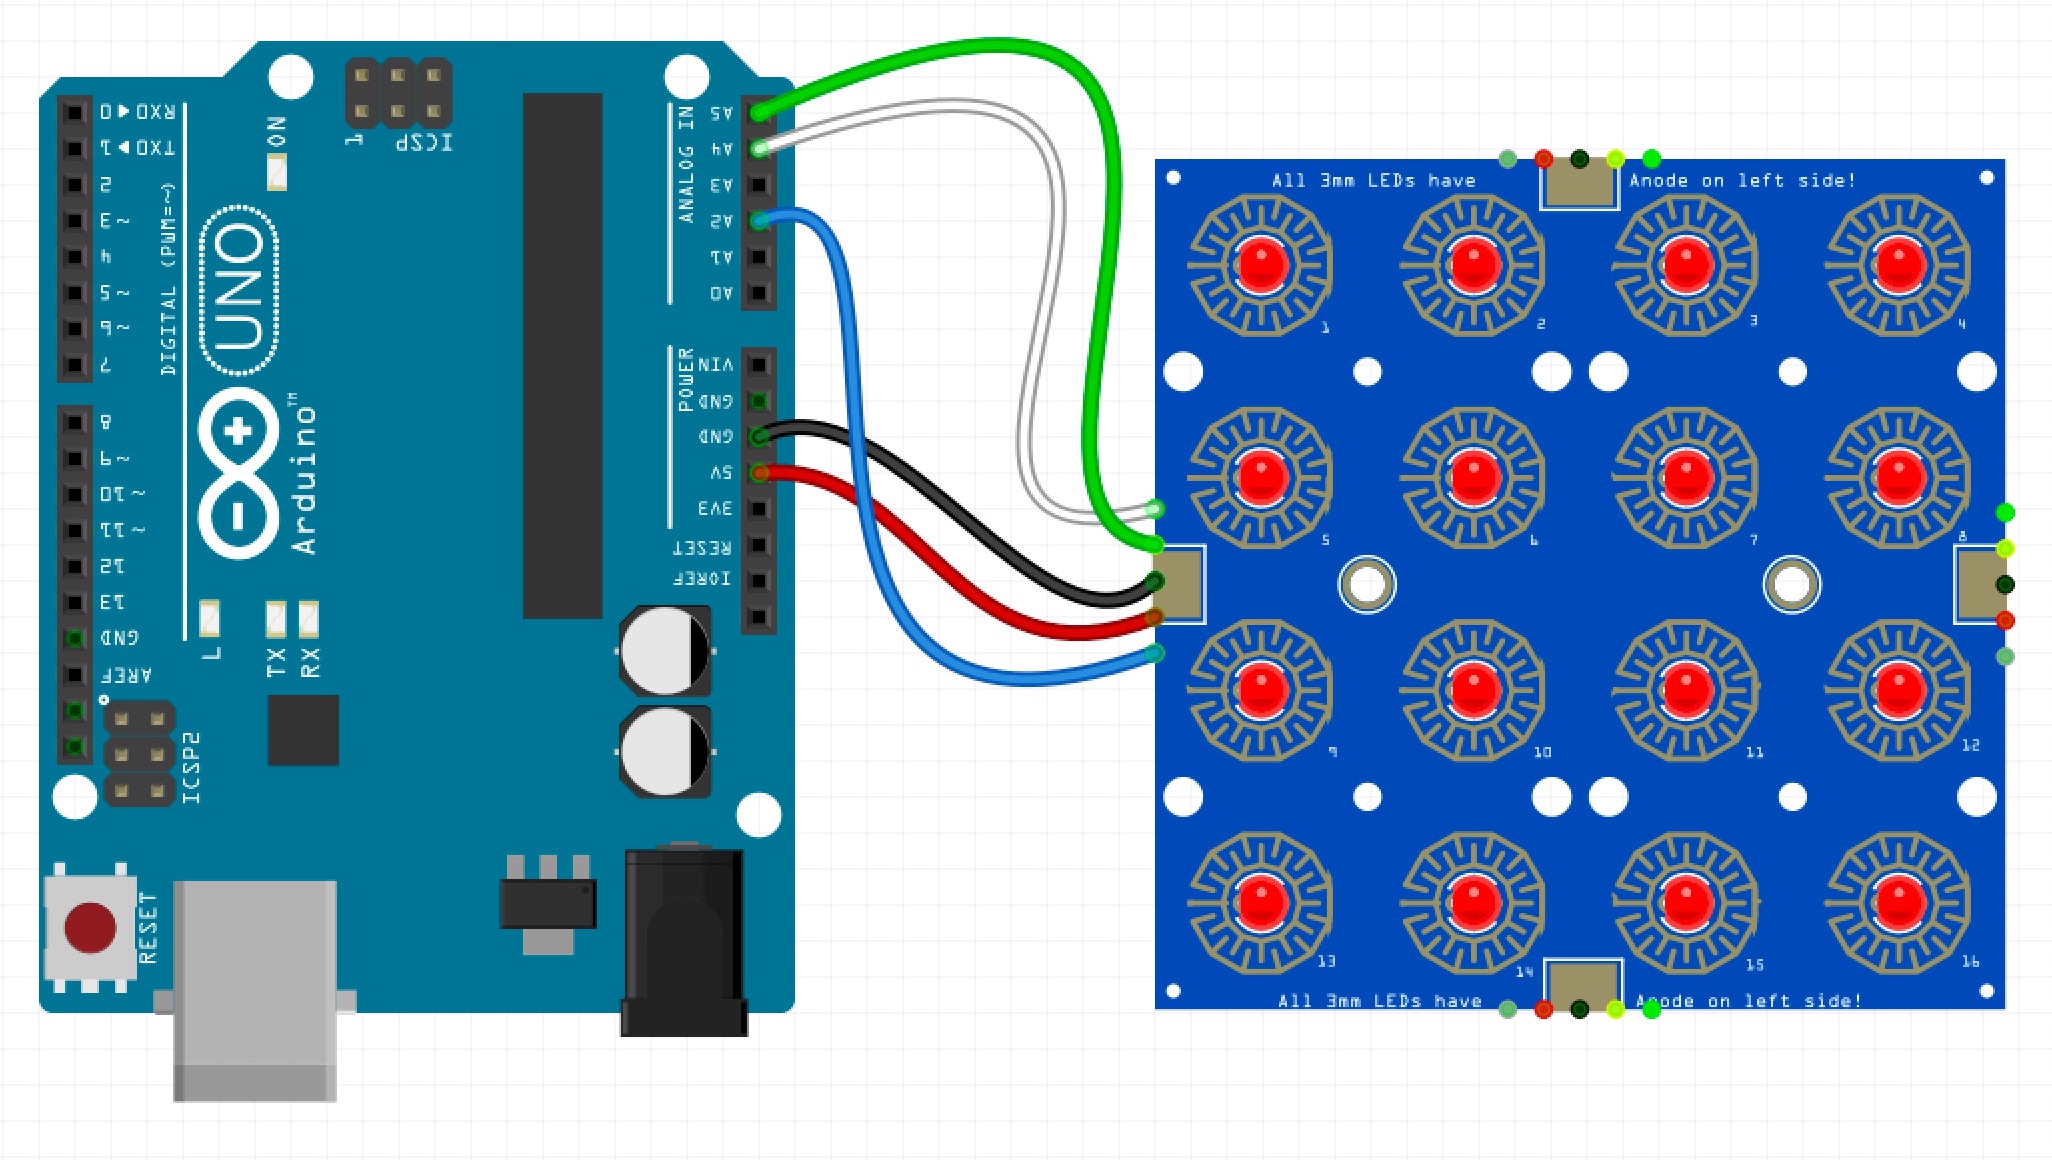 RX0 ◀ 0
TX0 ▶ 1
2
~ 3
4
~ 5
~ 6
7
8
~ 9
~ 10
~ 11
12
13
GND
AREF
DIGITAL (PWM=~)
ON
1
ICSP
UNO
Arduino™
L
TX
RX
ICSP2
RESET
ANALOG IN
A5
A4
A3
A2
A1
A0
POWER
VIN
GND
GND
5V
3V3
RESET
IOREF
All 3mm LEDs have Anode on left side!
1
2
3
4
5
6
7
8
9
10
11
12
13
14
15
16
All 3mm LEDs have Anode on left side!